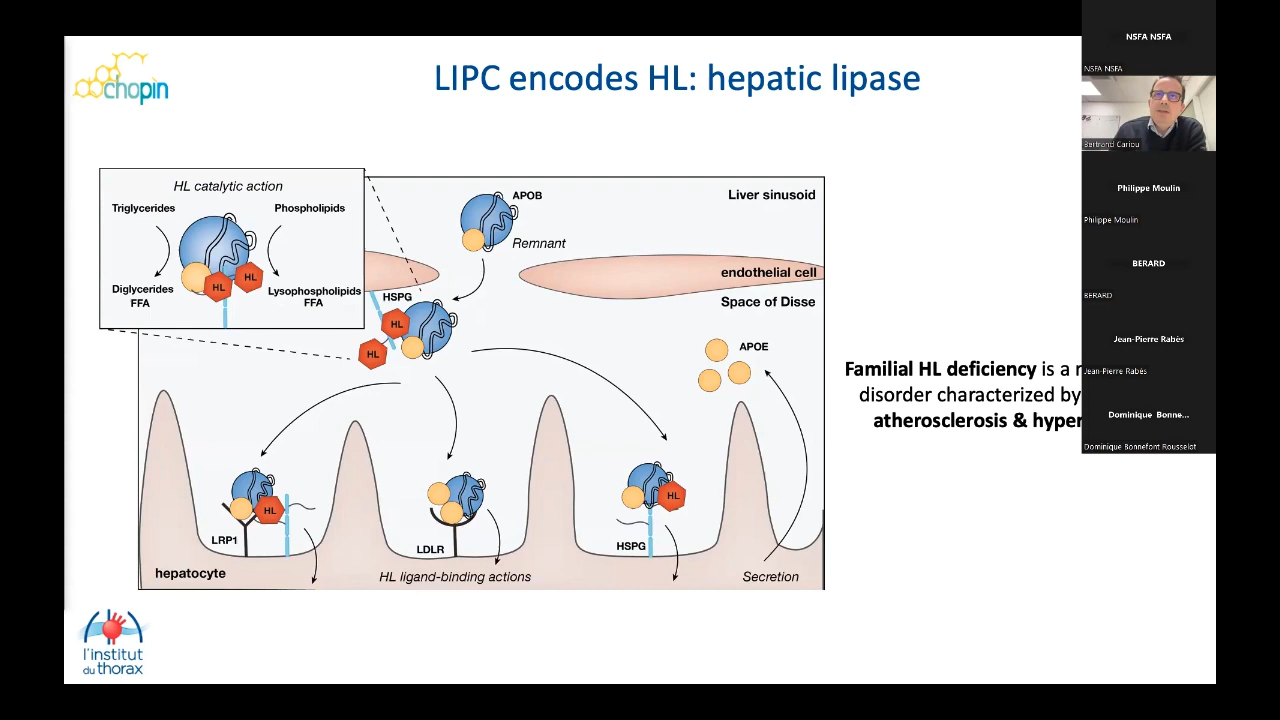 chopin
LIPC encodes HL: hepatic lipase
HL catalytic action
Triglycerides
Phospholipids
HL
HL
Diglycerides
FFA
Lysophospholipids
FFA
APOB
Remnant
Liver sinusoid
endothelial cell
Space of Disse
HSPG
HL
HL
APOE
HL
LRP1
LDLR
HL
HSPG
hepatocyte
HL ligand-binding actions
Secretion
Familial HL deficiency is a
disorder characterized by
atherosclerosis &
l'institut
du thorax
NSFA NSFA
NSFA NSFA
Bertrand Cariou
Philippe Moulin
Philippe Moulin
BERARD
BERARD
Jean-Pierre Rabès
Jean-Pierre Rabès
Dominique Bonne...
Dominique Bonnefont Rousselot